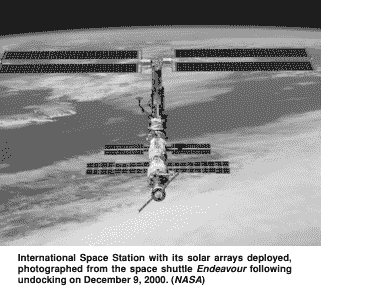 International Space Station with its solar arrays deployed,
photographed from the space shuttle Endeavour following
undocking on December 9, 2000. (NASA)